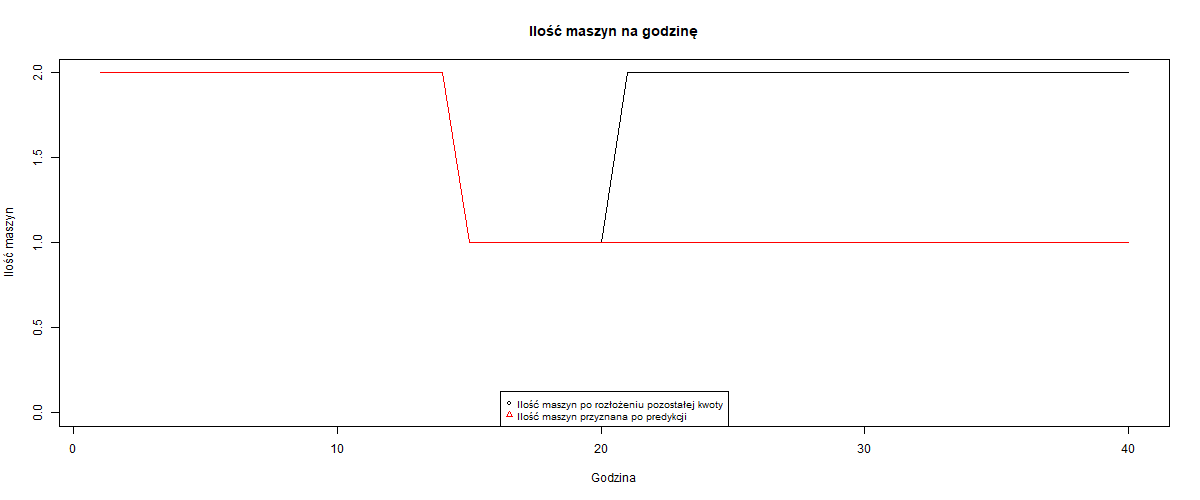 Ilość maszyn na godzinę
Ilość maszyn
2.0
1.5
1.0
0.5
0.0
Ilość maszyn po rozłożeniu pozostałej kwoty
Ilość maszyn przyznana po predykcji
0 10 20 30 40
Godzina